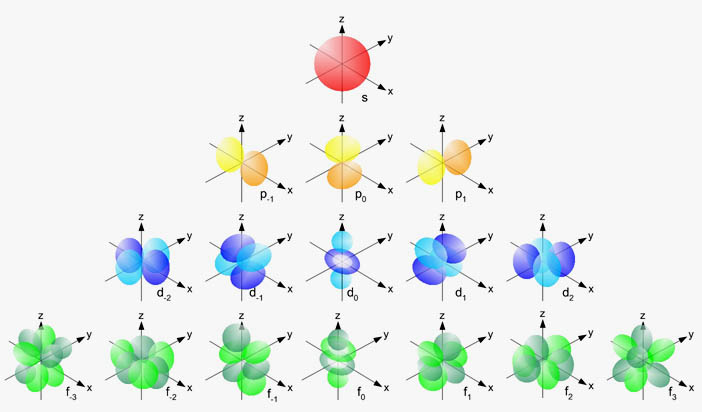 z
y
x
s
z z z
y y y
x x x
p-1 p0 p1
z z z z z
y y y y y
x x x x x
d-2 d-1 d0 d1 d2
z z z z z z z
y y y y y y y
x x x x x x x
f-3 f-2 f-1 f0 f1 f2 f3